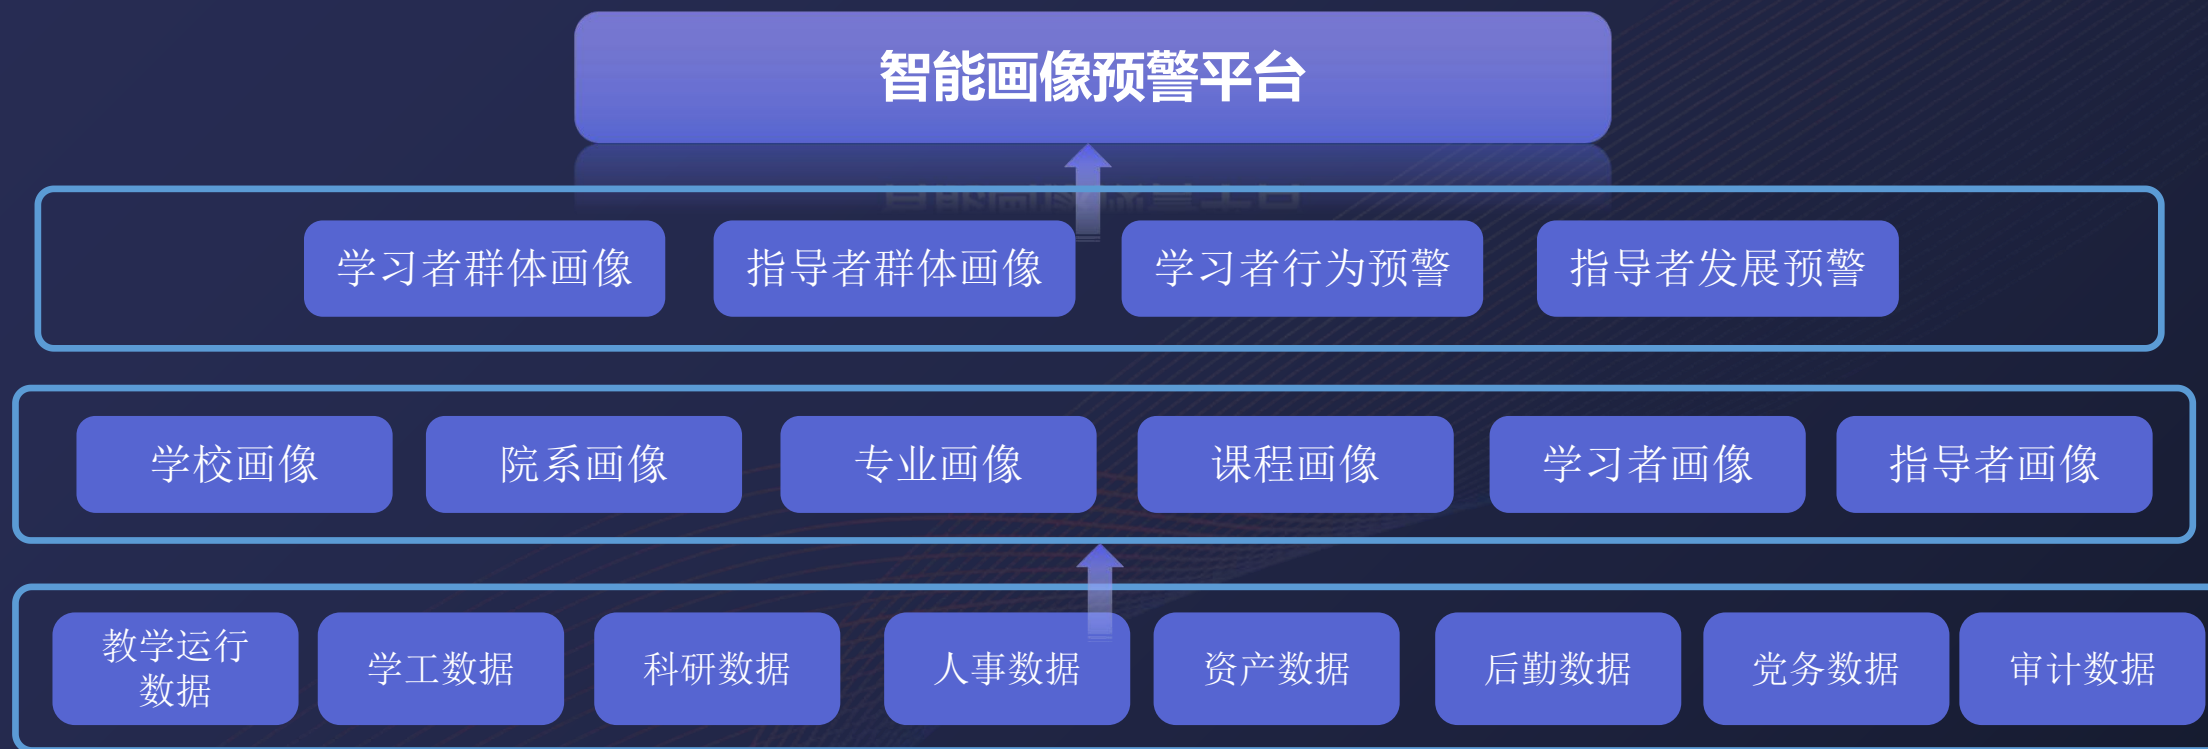 智能画像预警平台
学习者群体画像
指导者群体画像
学习者行为预警
指导者发展预警
学校画像
院系画像
专业画像
课程画像
学习者画像
指导者画像
教学运行
数据
学工数据
科研数据
人事数据
资产数据
后勤数据
党务数据
审计数据